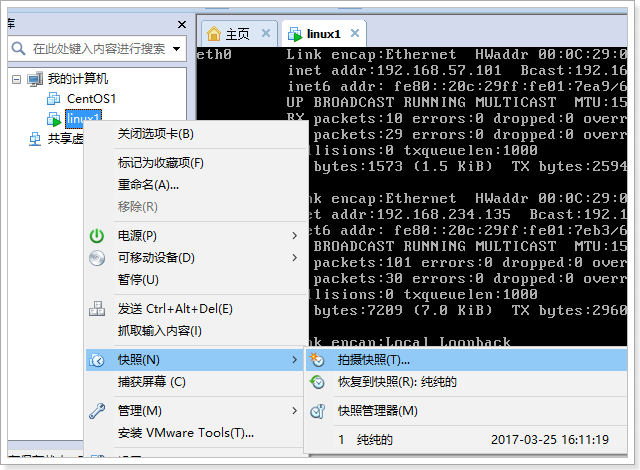 库
主页
linux1
在此处键入内容进行搜索
我的计算机
CentOS1
linux1
共享虚
eth0 Link encap:Ethernet HWaddr 00:0C:29:0
inet addr:192.168.57.101 Bcast:192.16
inet6 addr: fe80::20c:29ff:fe01:7ea9/6
UP BROADCAST RUNNING MULTICAST MTU:15
RX packets:10 errors:0 dropped:0 overr
packets:29 errors:0 dropped:0 overr
llisions:0 txqueuelen:1000
bytes:1573 (1.5 KiB) TX bytes:2594
nk encap:Ethernet HWaddr 00:0C:29:0
net addr:192.168.234.135 Bcast:192.1
net6 addr: fe80::20c:29ff:fe01:7eb3/6
BROADCAST RUNNING MULTICAST MTU:15
packets:101 errors:0 dropped:0 over
packets:30 errors:0 dropped:0 overr
llisions:0 txqueuelen:1000
bytes:7209 (7.0 KiB) TX bytes:2960
nk encap:Local Loopback
关闭选项卡(B)
标记为收藏项(F)
重命名(A)...
移除(R)
电源(P)
可移动设备(D)
暂停(U)
发送 Ctrl+Alt+Del(E)
抓取输入内容(I)
快照(N)
捕获屏幕 (C)
管理(M)
安装 VMware Tools(T)...
拍摄快照(T)...
恢复到快照(R): 纯纯的
快照管理器(M)
1 纯纯的 2017-03-25 16:11:19